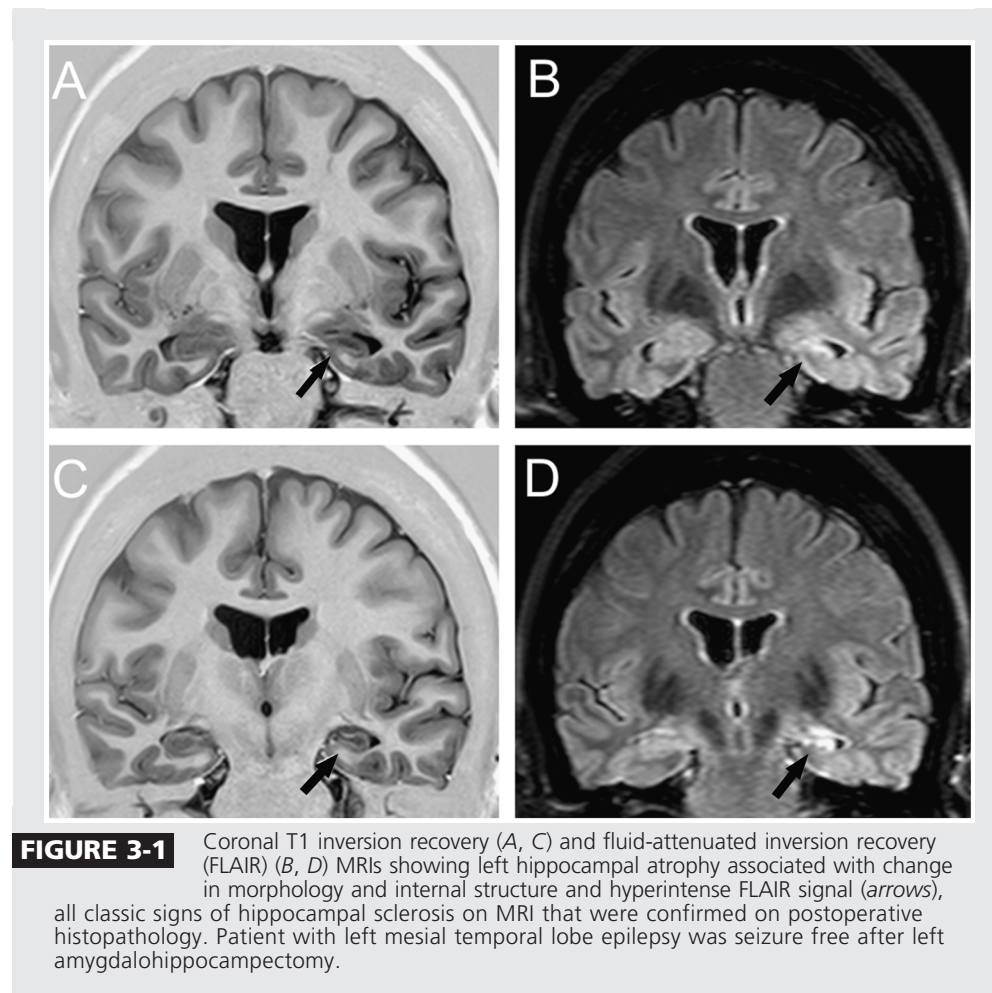 A
B
C
D
FIGURE 3-1
Coronal T1 inversion recovery (A, C) and fluid-attenuated inversion recovery
(FLAIR) (B, D) MRIs showing left hippocampal atrophy associated with change
in morphology and internal structure and hyperintense FLAIR signal (arrows),
all classic signs of hippocampal sclerosis on MRI that were confirmed on postoperative
histopathology. Patient with left mesial temporal lobe epilepsy was seizure free after left
amygdalohippocampectomy.